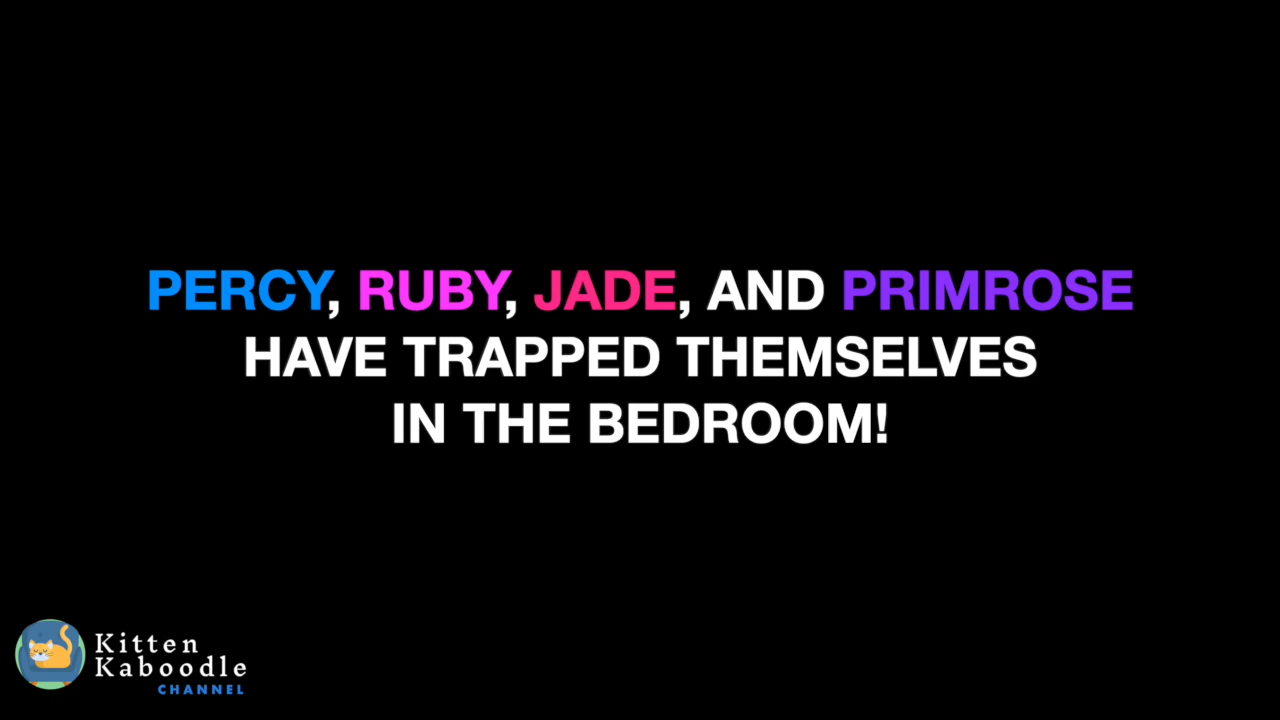 PERCY, RUBY, JADE, AND PRIMROSE
HAVE TRAPPED THEMSELVES
IN THE BEDROOM!
Kitten
Kaboodle
CHANNEL